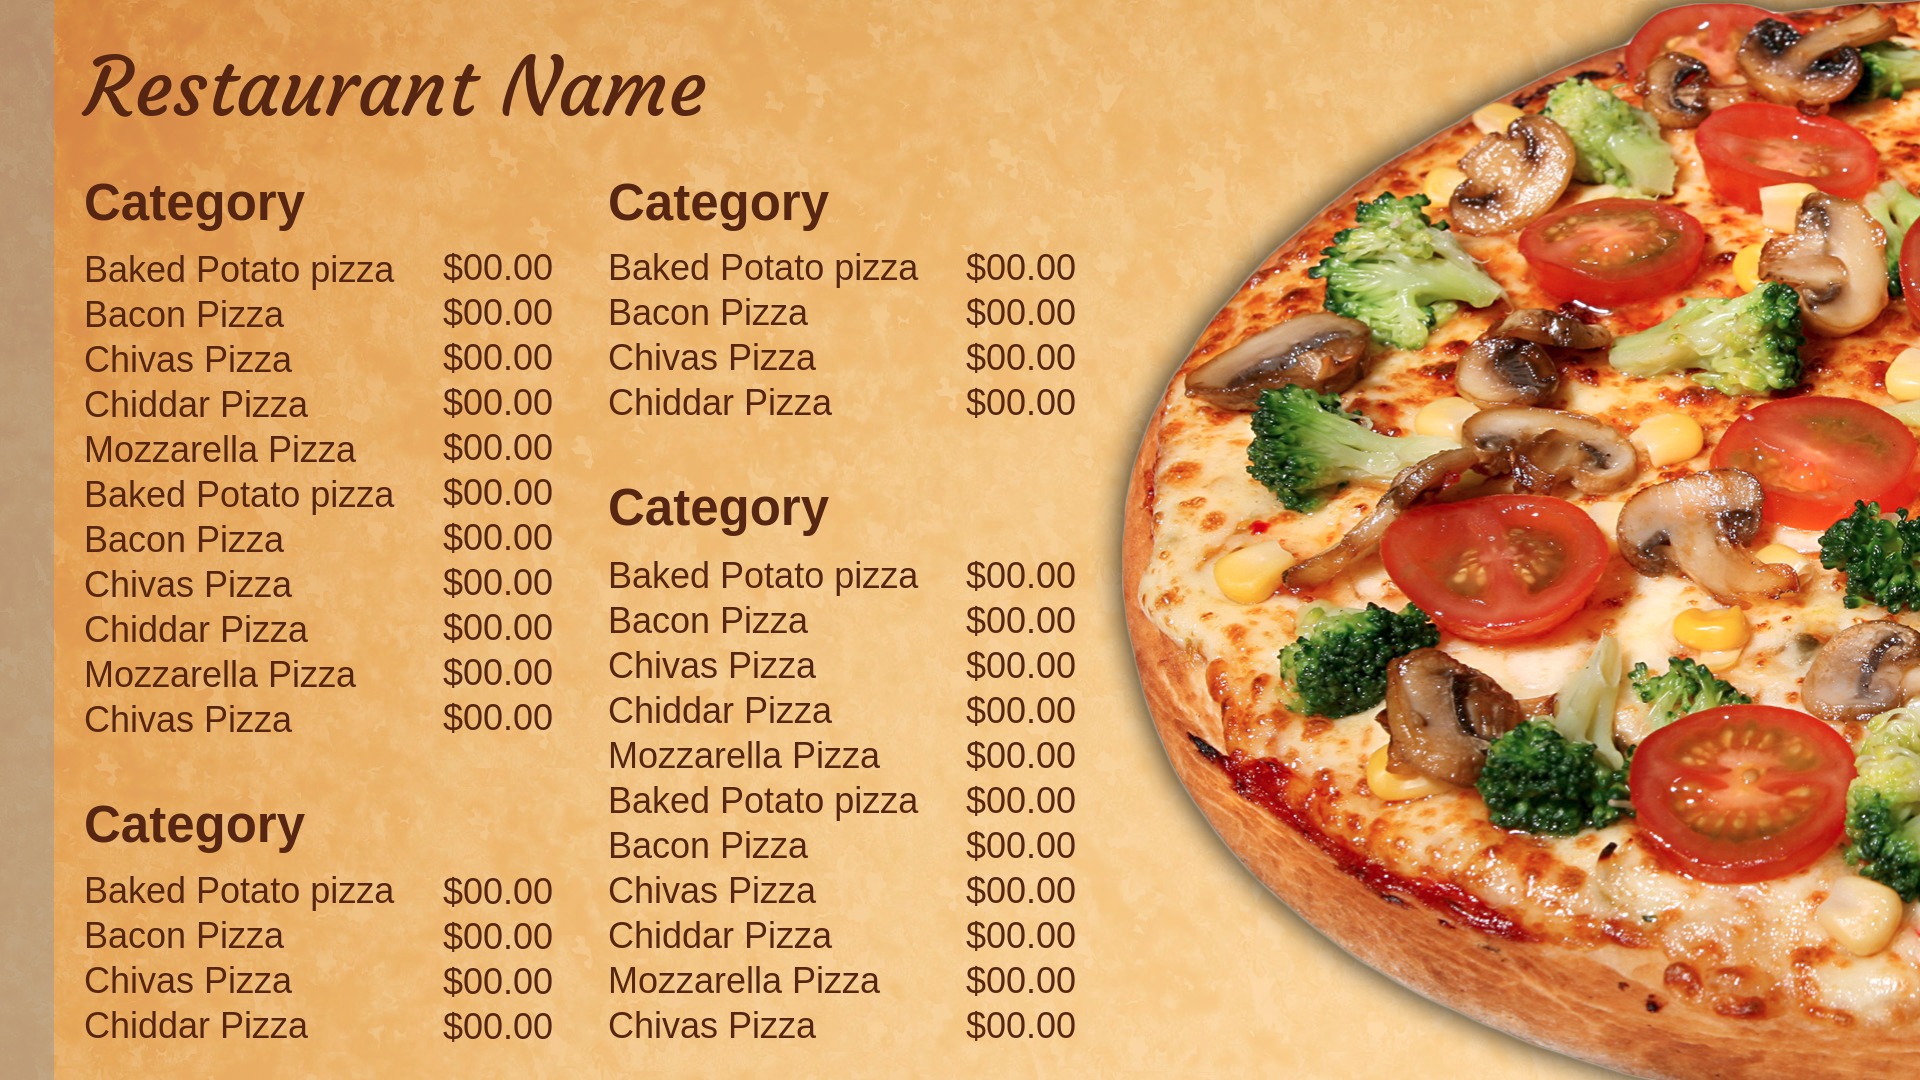 Restaurant Name
Category
Baked Potato pizza $00.00
Bacon Pizza $00.00
Chivas Pizza $00.00
Chiddar Pizza $00.00
Mozzarella Pizza $00.00
Baked Potato pizza $00.00
Bacon Pizza $00.00
Chivas Pizza $00.00
Chiddar Pizza $00.00
Mozzarella Pizza $00.00
Chivas Pizza $00.00
Category
Baked Potato pizza $00.00
Bacon Pizza $00.00
Chivas Pizza $00.00
Chiddar Pizza $00.00
Category
Baked Potato pizza $00.00
Bacon Pizza $00.00
Chivas Pizza $00.00
Chiddar Pizza $00.00
Category
Baked Potato pizza $00.00
Bacon Pizza $00.00
Chivas Pizza $00.00
Chiddar Pizza $00.00
Mozzarella Pizza $00.00
Baked Potato pizza $00.00
Bacon Pizza $00.00
Chivas Pizza $00.00
Chiddar Pizza $00.00
Mozzarella Pizza $00.00
Chivas Pizza $00.00